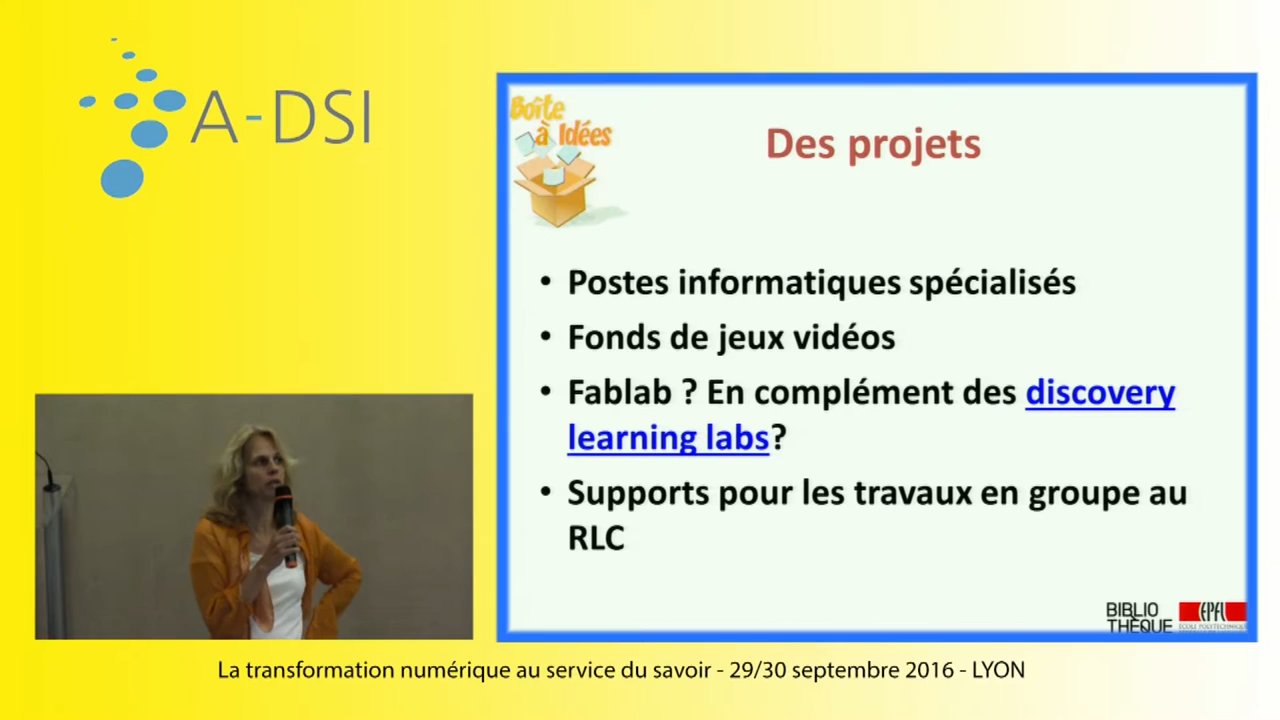 A-DSI
Boîte
à Idées
Des projets
• Postes informatiques spécialisés
• Fonds de jeux vidéos
• Fablab ? En complément des discovery
learning labs?
• Supports pour les travaux en groupe au
RLC
BIBLIO
THÈQUE
EPFL
ÉCOLE POLYTECHNIQUE
La transformation numérique au service du savoir - 29/30 septembre 2016 - LYON